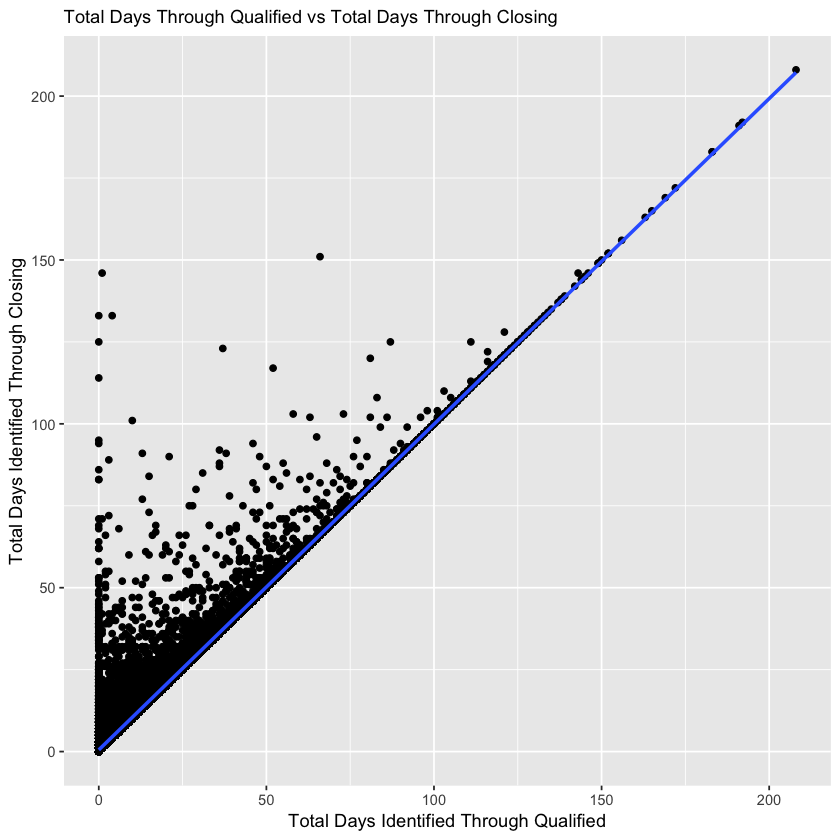 Total Days Through Qualified vs Total Days Through Closing
200
150
100
50
0
Total Days Identified Through Closing
0 50 100 150 200
Total Days Identified Through Qualified